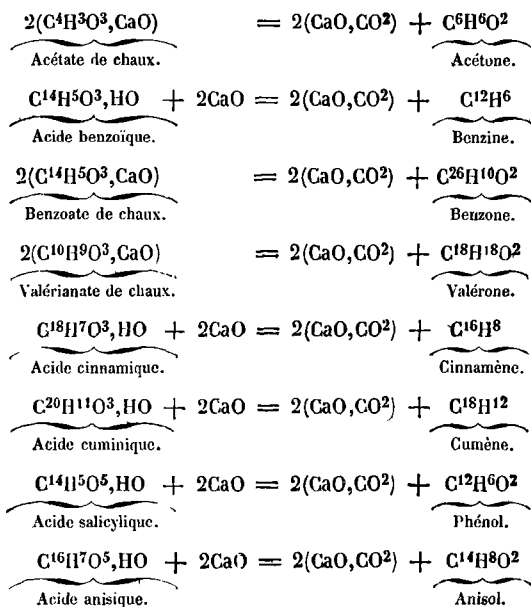 2(C⁴H³O³,CaO) = 2(CaO,CO²) + C⁶H⁶O²
Acétate de chaux. Acétone.
C¹⁴H⁵O³,HO + 2CaO = 2(CaO,CO²) + C¹²H⁶
Acide benzoïque. Benzine.
2(C¹⁴H⁵O³,CaO) = 2(CaO,CO²) + C²⁶H¹⁰O²
Benzoate de chaux. Benzone.
2(C¹⁰H⁹O³,CaO) = 2(CaO,CO²) + C¹⁸H¹⁸O²
Valérianate de chaux. Valérone.
C¹⁸H⁷O³,HO + 2CaO = 2(CaO,CO²) + C¹⁶H⁸
Acide cinnamique. Cinnamène.
C²⁰H¹¹O³,HO + 2CaO = 2(CaO,CO²) + C¹⁸H¹²
Acide cuminique. Cumène.
C¹⁴H⁵O⁵,HO + 2CaO = 2(CaO,CO²) + C¹²H⁶O²
Acide salicylique. Phénol.
C¹⁶H⁷O⁵,HO + 2CaO = 2(CaO,CO²) + C¹⁴H⁸O²
Acide anisique. Anisol.